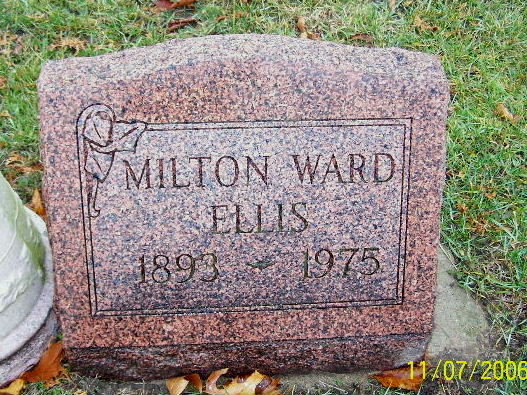 MILTON WARD
ELLIS
1893 ~ 1975
11/07/2006